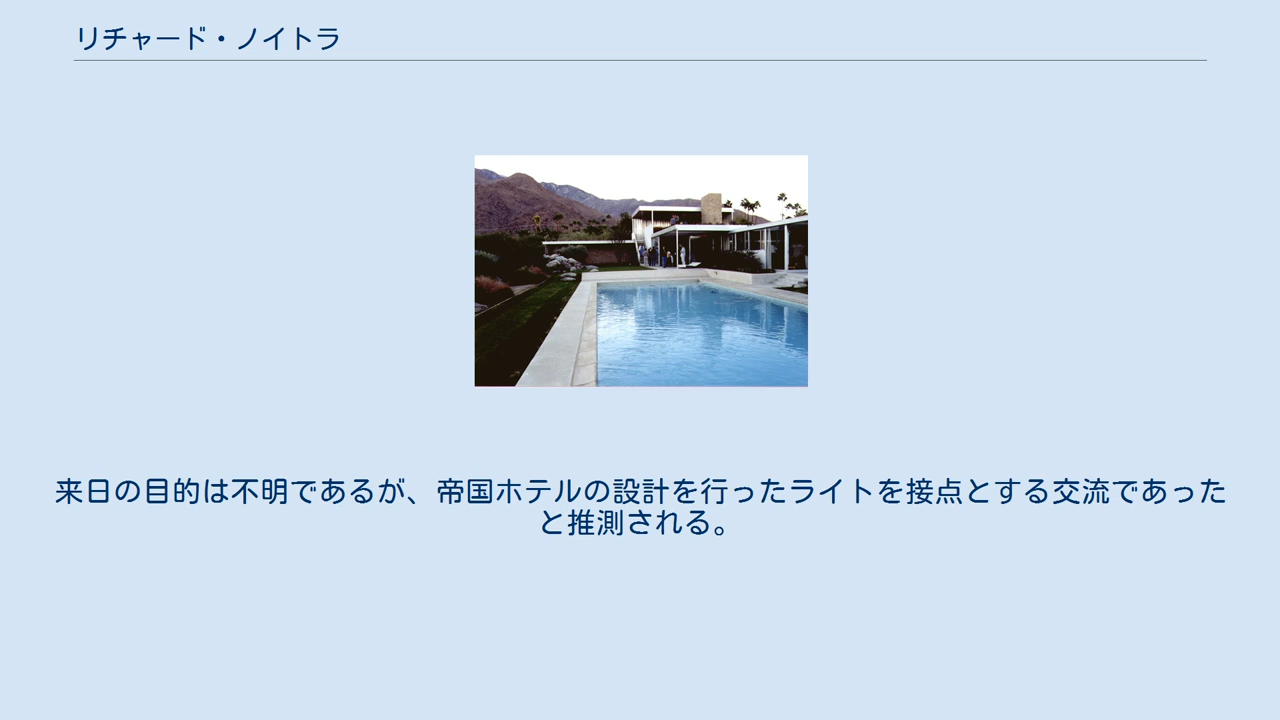 リチャード・ノイトラ
来日の目的は不明であるが、帝国ホテルの設計を行ったライトを接点とする交流であった
と推測される。